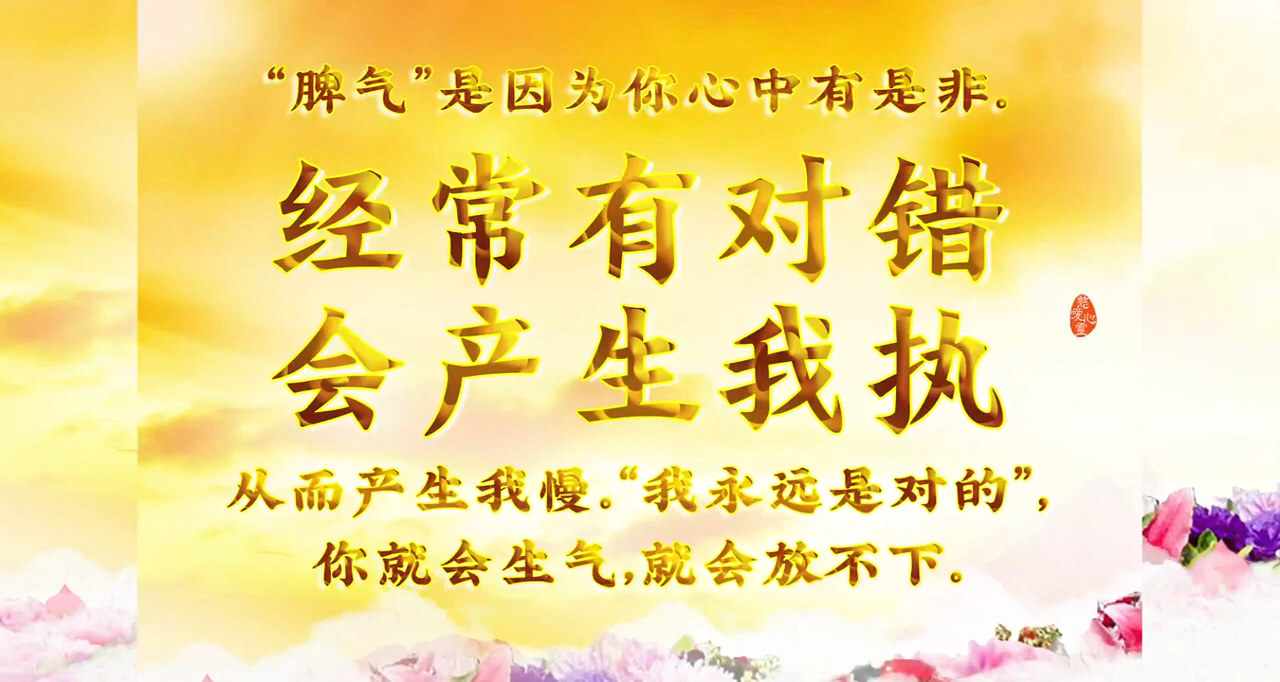 “脾气”是因为你心中有是非。
经常有对错
会产生我执
从而产生我慢。“我永远是对的”，
你就会生气，就会放不下。